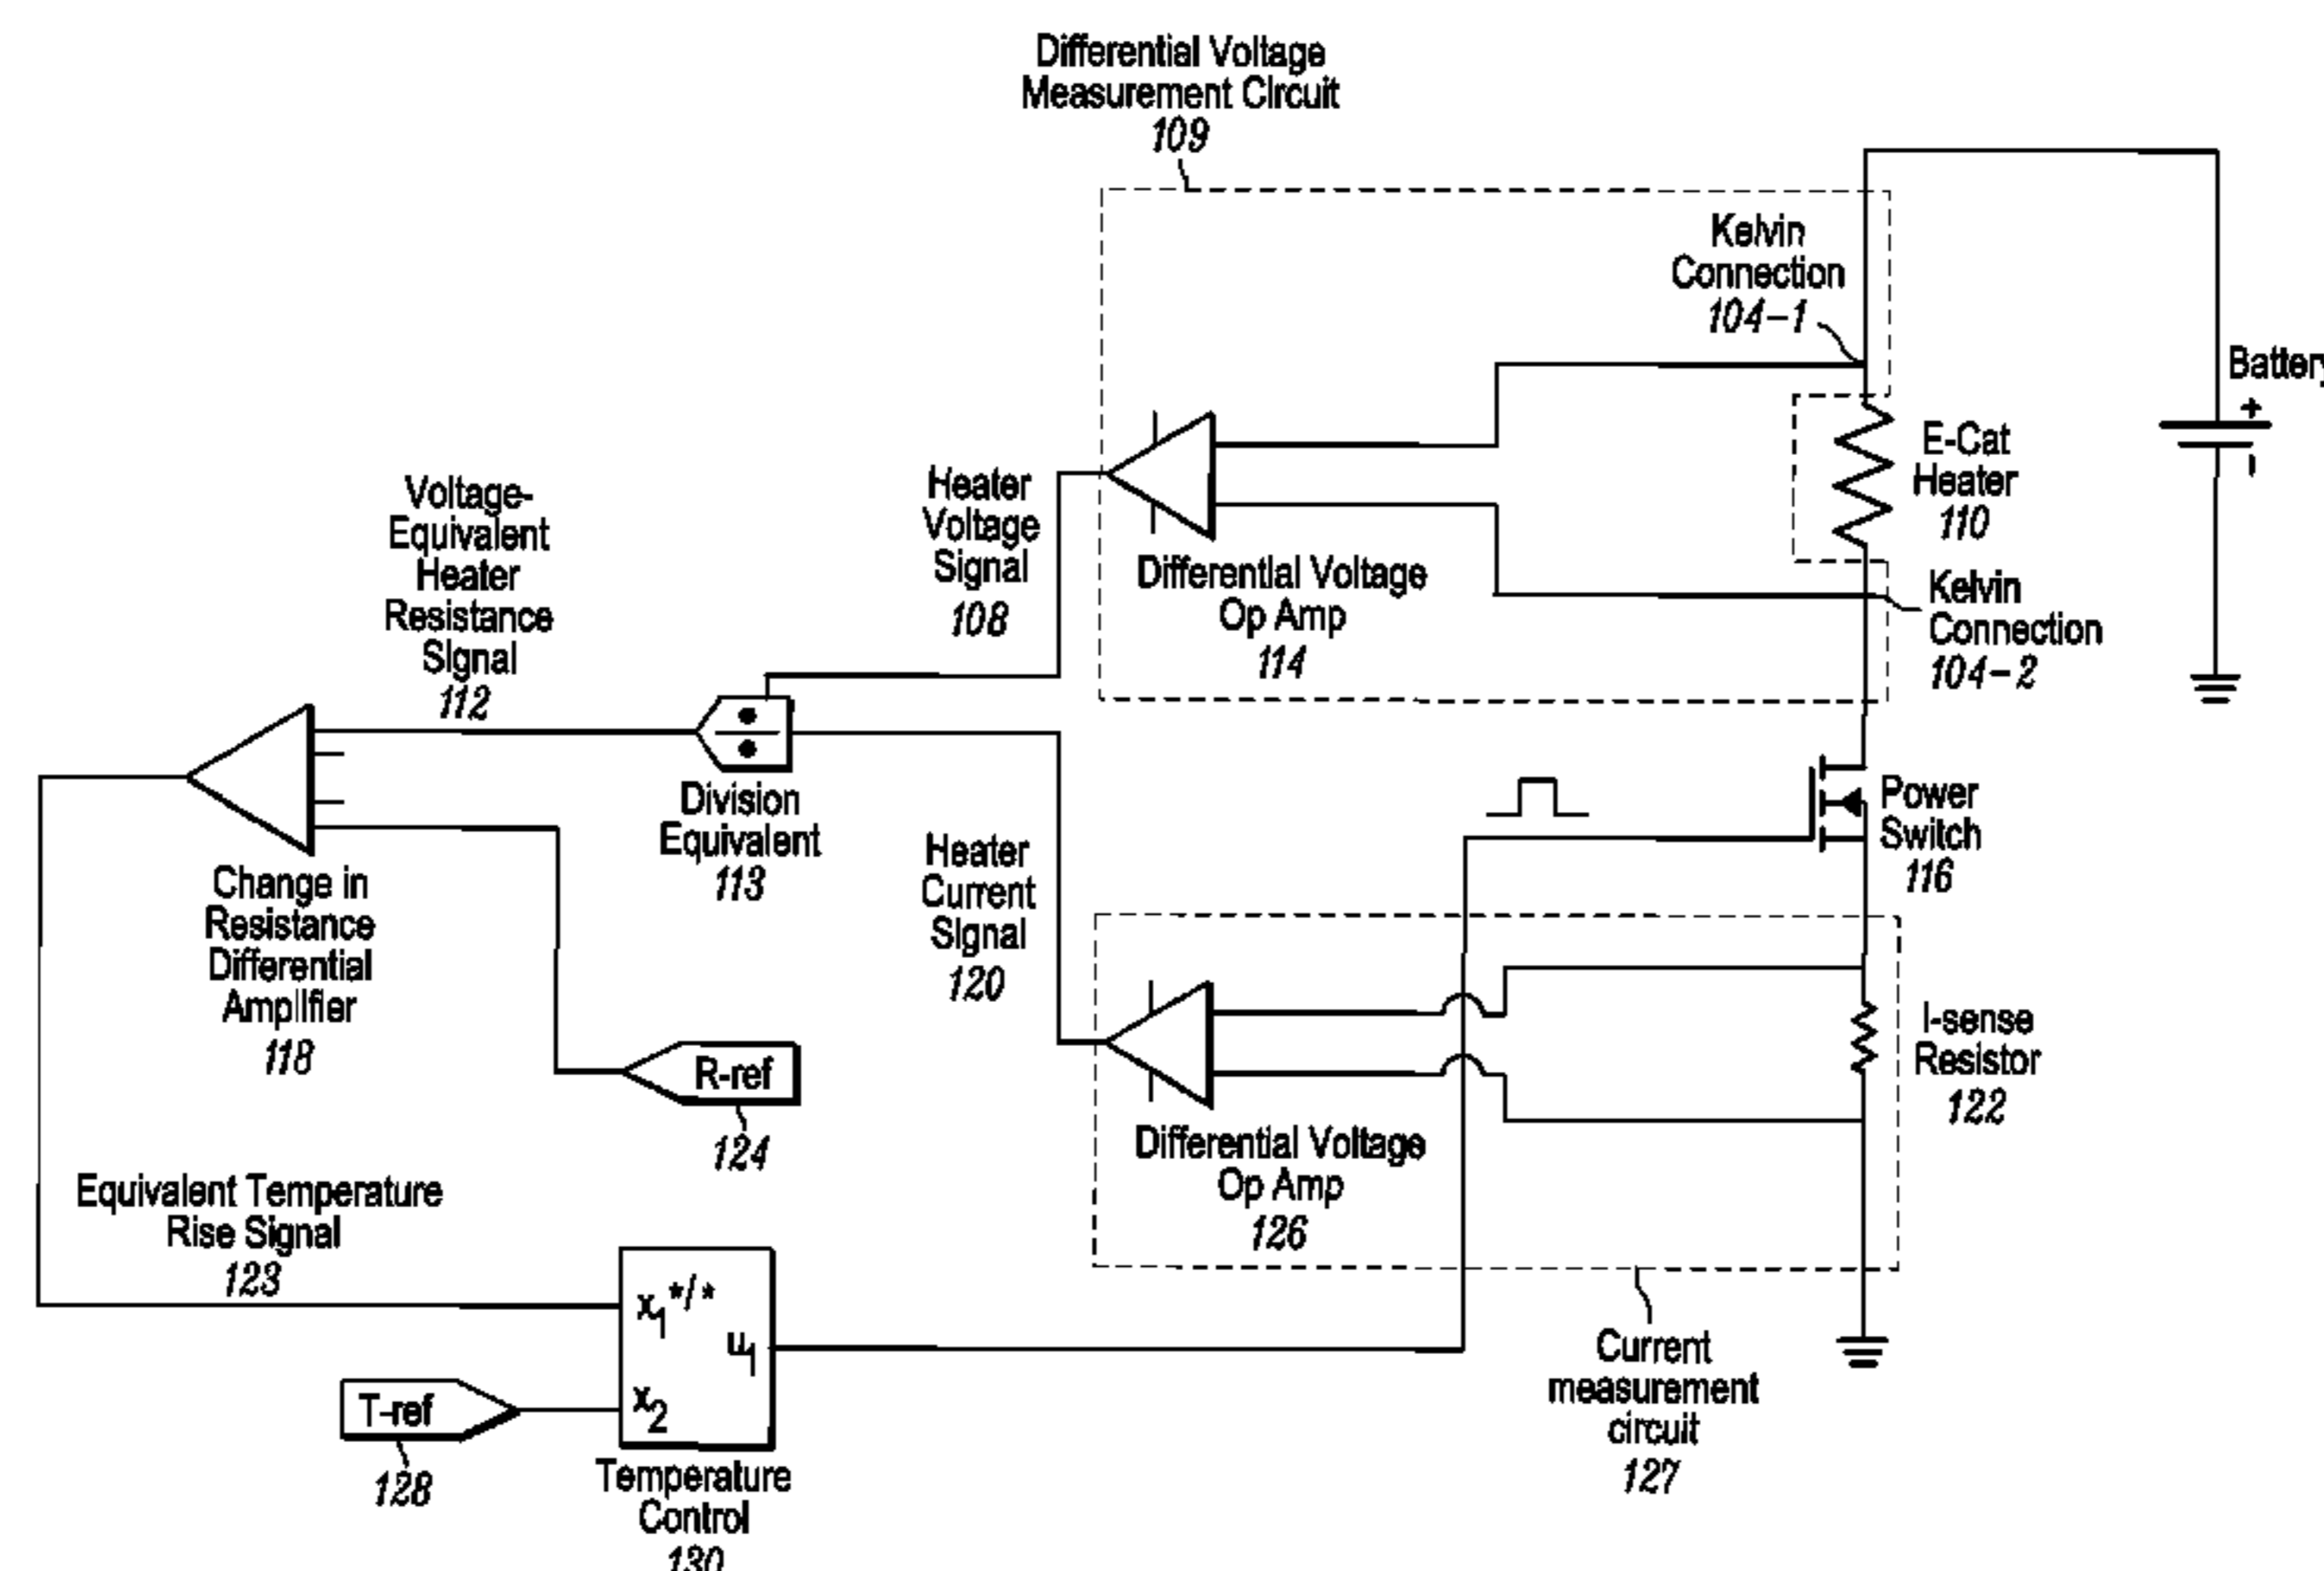 Differential Voltage
Measurement Circuit
109
Kelvin
Connection
104-1
Battery
+
E-Cat
Heater
110
Kelvin
Connection
104-2
Heater
Voltage
Signal
108
Differential Voltage
Op Amp
114
Voltage-
Equivalent
Heater
Resistance
Signal
112
Division
Equivalent
113
Power
Switch
116
Change in
Resistance
Differential
Amplifier
118
Heater
Current
Signal
120
I-sense
Resistor
122
R-ref
124
Differential Voltage
Op Amp
126
Equivalent Temperature
Rise Signal
123
x1*/*
u1
x2
T-ref
128
Temperature
Control
130
Current
measurement
circuit
127